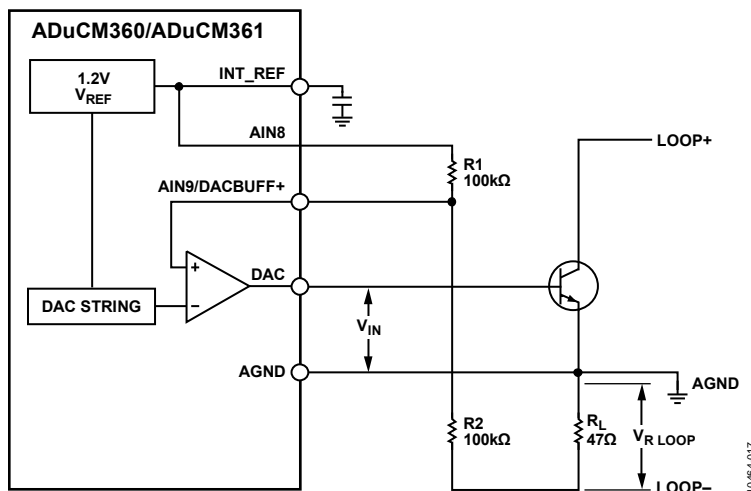 ADuCM360/ADuCM361
1.2V
VREF
INT_REF
AIN8
LOOP+
R1
100kΩ
AIN9/DACBUFF+
+
DAC
DAC STRING
−
VIN
AGND
AGND
R2
100kΩ
RL
47Ω
VR LOOP
LOOP–